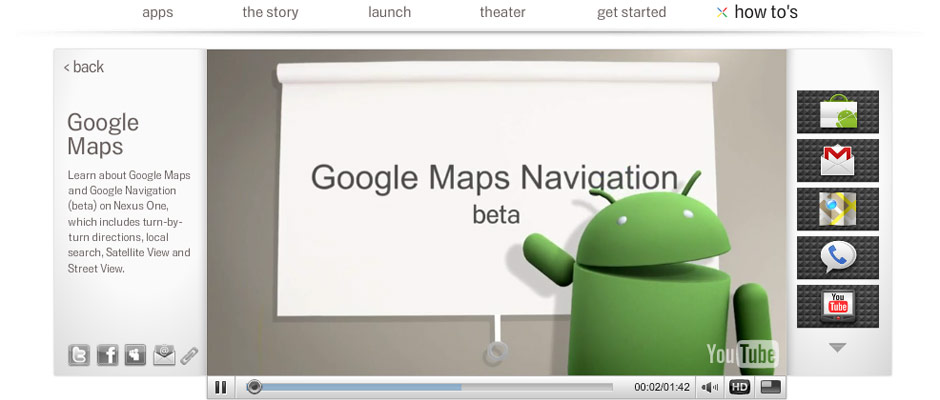 apps the story launch theater get started how to's
< back
Google
Maps
Learn about Google Maps
and Google Navigation
(beta) on Nexus One,
which includes turn-by-
turn directions, local
search, Satellite View and
Street View.
Google Maps Navigation
beta
YouTube
You
Tube
00:02/01:42
HD